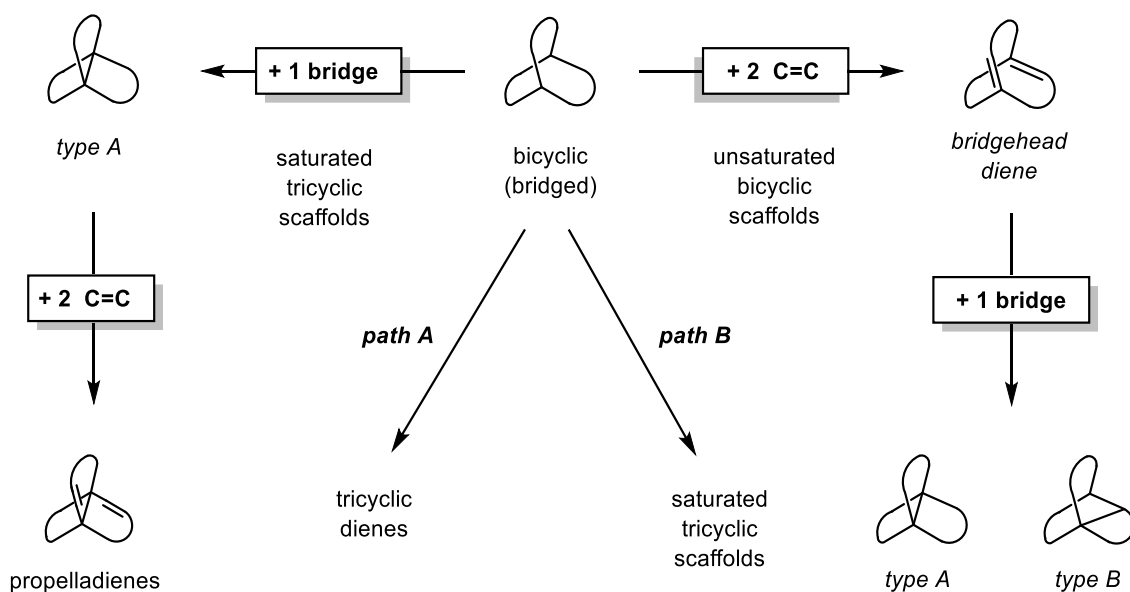 + 1 bridge
+ 2 C=C
type A
saturated
tricyclic
scaffolds
bicyclic
(bridged)
unsaturated
bicyclic
scaffolds
bridgehead
diene
+ 2 C=C
path A
path B
+ 1 bridge
tricyclic
dienes
saturated
tricyclic
scaffolds
propelladienes
type A
type B